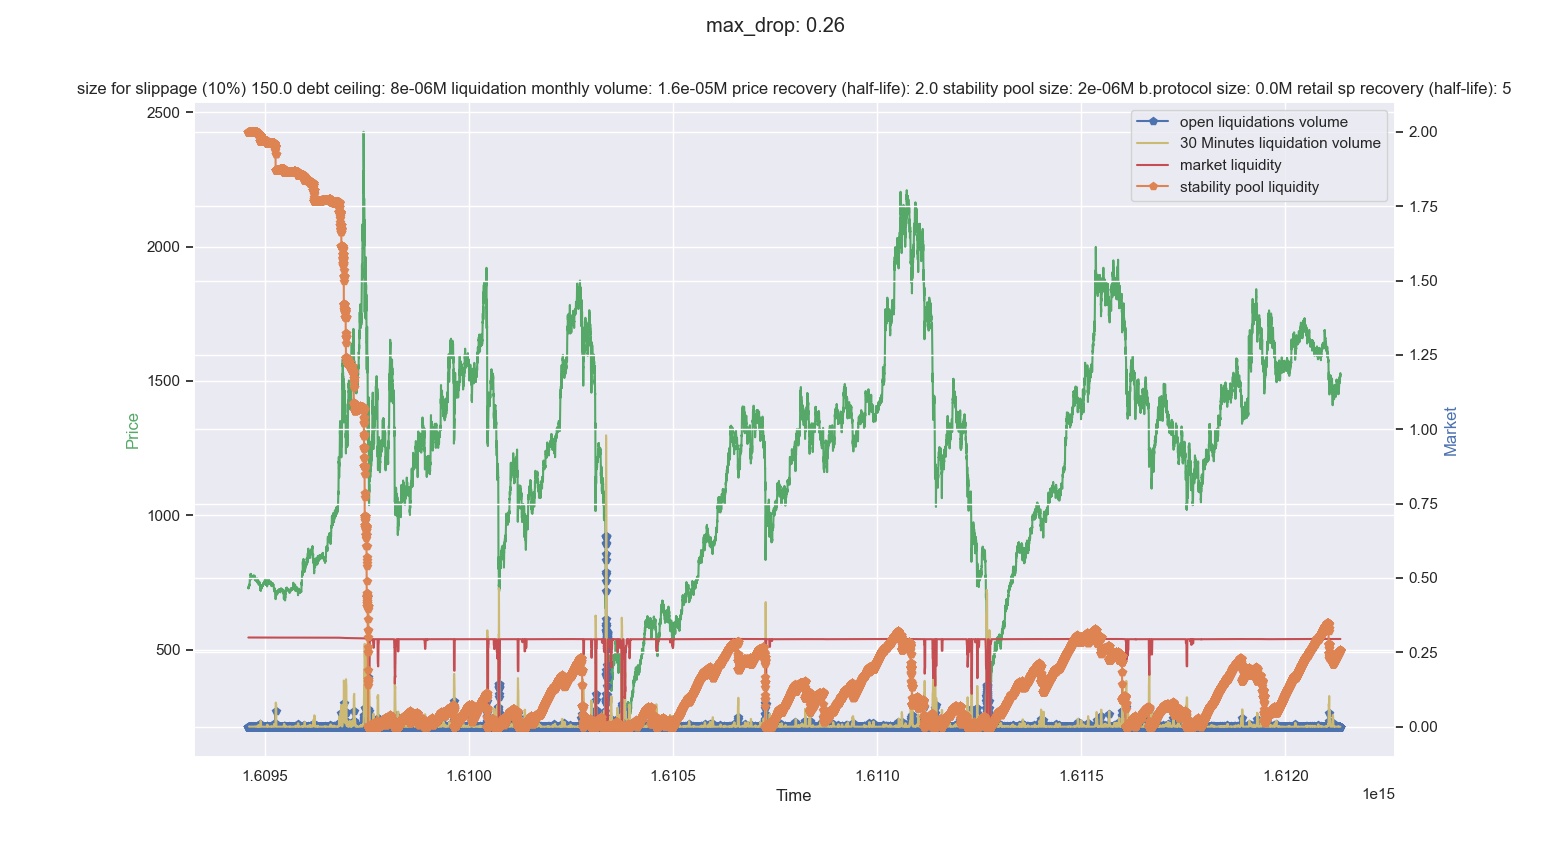 max_drop: 0.26
size for slippage (10%) 150.0 debt ceiling: 8e-06M liquidation monthly volume: 1.6e-05M price recovery (half-life): 2.0 stability pool size: 2e-06M b.protocol size: 0.0M retail sp recovery (half-life): 5
open liquidations volume
30 Minutes liquidation volume
market liquidity
stability pool liquidity
2500
2000
1500
1000
500
Price
2.00
1.75
1.50
1.25
1.00
0.75
0.50
0.25
0.00
Market
1.6095
1.6100
1.6105
1.6110
1.6115
1.6120
Time
1e15